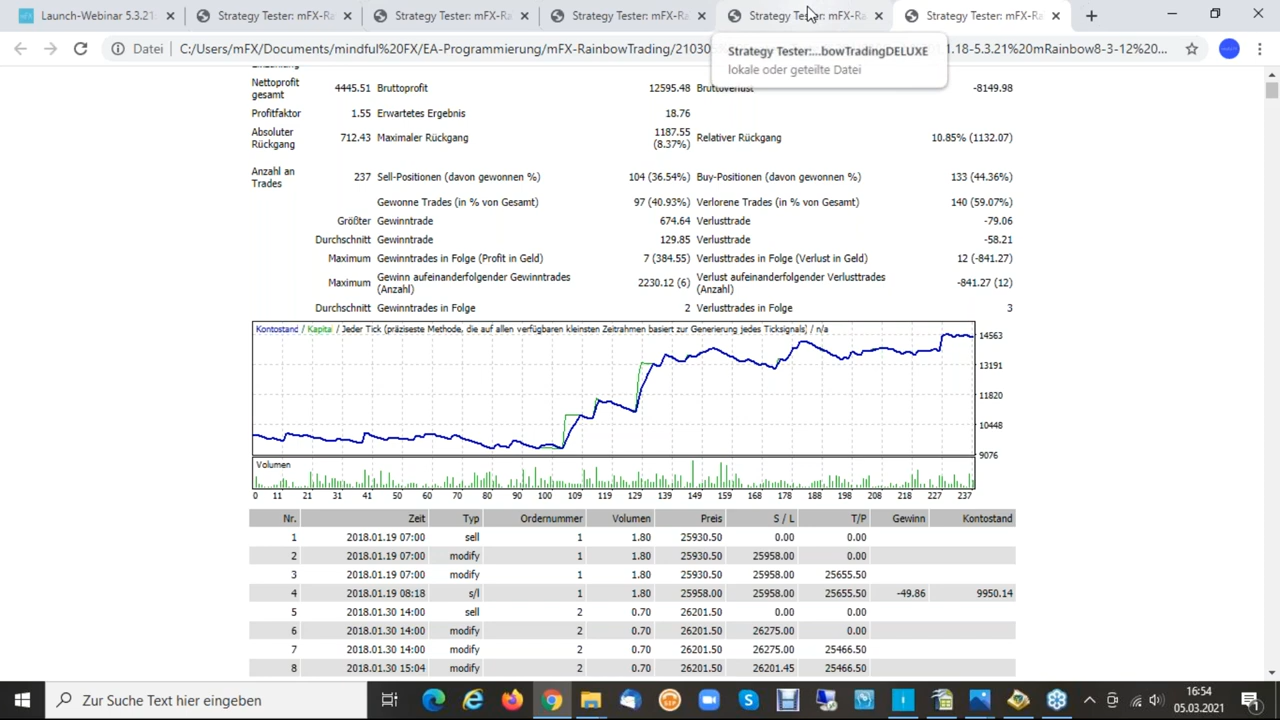 Launch-Webinar 5.3.21
Strategy Tester: mFX-Ra
Strategy Tester: mFX-Ra
Strategy Tester: mFX-Ra
Strategy Tester: mFX-Ra
Strategy Tester: mFX-Ra
Datei
Strategy Tester:...bowTradingDELUXE
lokale oder geteilte Datei
Nettoprofit gesamt 4445.51 Bruttoprofit 12595.48 Bruttoverlust -8149.98
Profitfaktor 1.55 Erwartetes Ergebnis 18.76
Absoluter Rückgang 712.43 Maximaler Rückgang 1187.55 (8.37%) Relativer Rückgang 10.85% (1132.07)
Anzahl an Trades 237 Sell-Positionen (davon gewonnen %) 104 (36.54%) Buy-Positionen (davon gewonnen %) 133 (44.36%)
Gewonne Trades (in % von Gesamt) 97 (40.93%) Verlorene Trades (in % von Gesamt) 140 (59.07%)
Größter Gewinntrade 674.64 Verlusttrade -79.06
Durchschnitt Gewinntrade 129.85 Verlusttrade -58.21
Maximum Gewinntrades in Folge (Profit in Geld) 7 (384.55) Verlusttrades in Folge (Verlust in Geld) 12 (-841.27)
Maximum Gewinn aufeinanderfolgender Gewinntrades (Anzahl) 2230.12 (6) Verlust aufeinanderfolgender Verlusttrades (Anzahl) -841.27 (12)
Durchschnitt Gewinntrades in Folge 2 Verlusttrades in Folge 3
Kontostand / Kapital / Jeder Tick (präziseste Methode, die auf allen verfügbaren kleinsten Zeitrahmen basiert zur Generierung jedes Ticksignals) / n/a
14563
13191
11820
10448
9076
Volumen
0 11 21 31 41 50 60 70 80 90 100 109 119 129 139 149 159 168 178 188 198 208 218 227 237
Nr. Zeit Typ Ordernummer Volumen Preis S / L T/P Gewinn Kontostand
1 2018.01.19 07:00 sell 1 1.80 25930.50 0.00 0.00
2 2018.01.19 07:00 modify 1 1.80 25930.50 25958.00 0.00
3 2018.01.19 07:00 modify 1 1.80 25930.50 25958.00 25655.50
4 2018.01.19 08:18 s/l 1 1.80 25958.00 25958.00 25655.50 -49.86 9950.14
5 2018.01.30 14:00 sell 2 0.70 26201.50 0.00 0.00
6 2018.01.30 14:00 modify 2 0.70 26201.50 26275.00 0.00
7 2018.01.30 14:00 modify 2 0.70 26201.50 26275.00 25466.50
8 2018.01.30 15:04 modify 2 0.70 26201.50 26201.45 25466.50
Zur Suche Text hier eingeben
16:54
05.03.2021